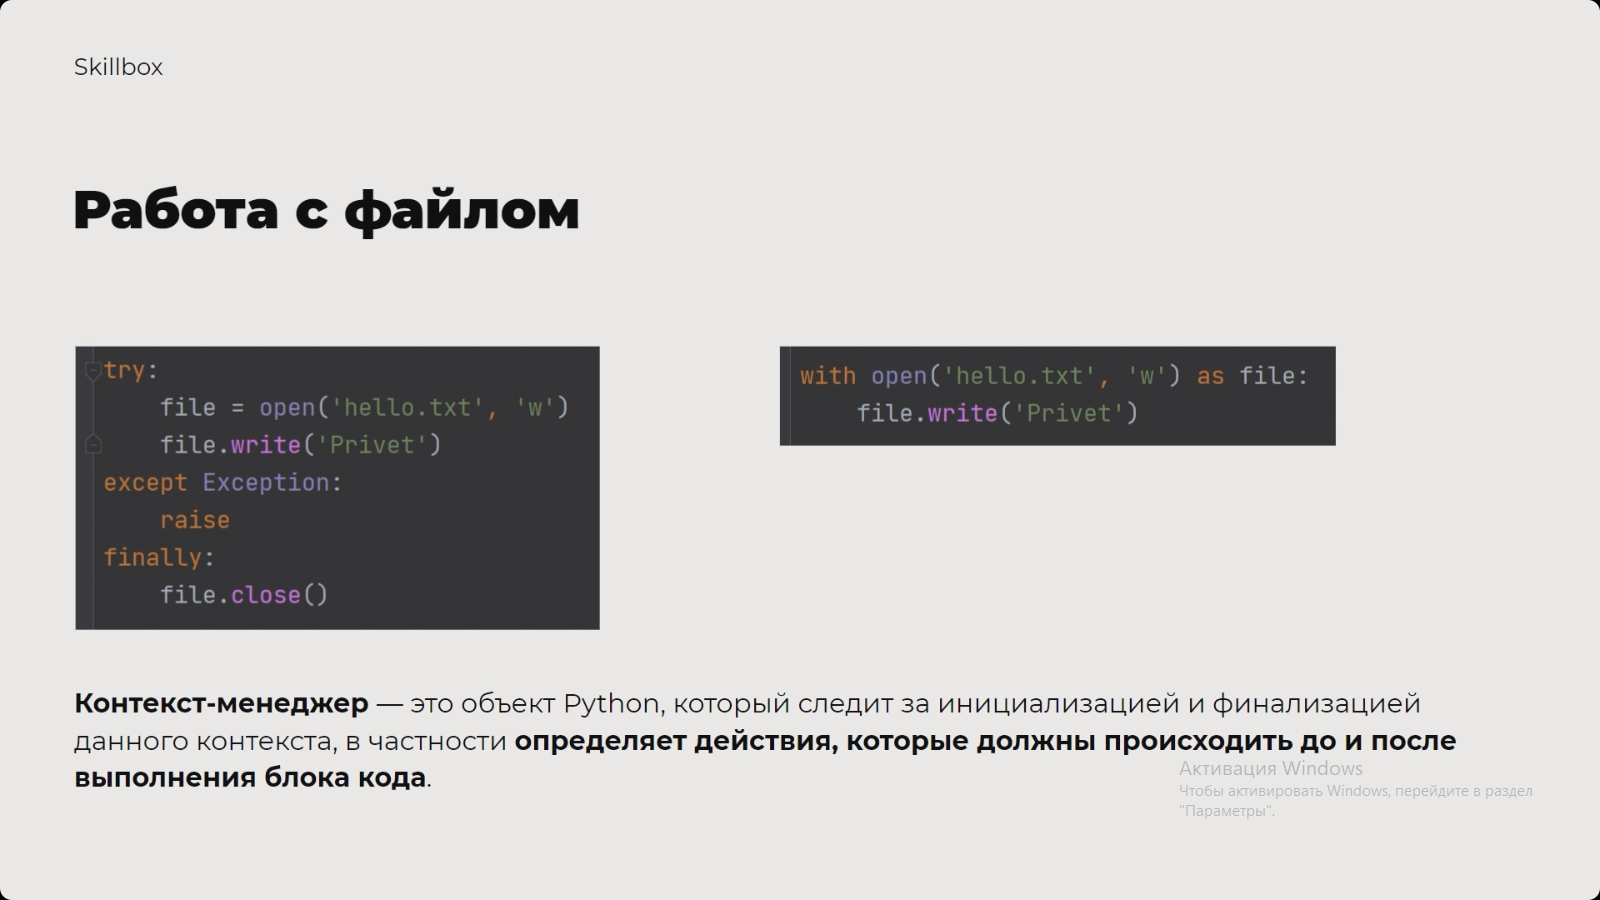 Skillbox
Работа с файлом
try:
    file = open('hello.txt', 'w')
    file.write('Privet')
except Exception:
    raise
finally:
    file.close()
with open('hello.txt', 'w') as file:
    file.write('Privet')
Контекст-менеджер — это объект Python, который следит за инициализацией и финализацией
данного контекста, в частности определяет действия, которые должны происходить до и после
выполнения блока кода.
Активация Windows
Чтобы активировать Windows, перейдите в раздел
"Параметры".